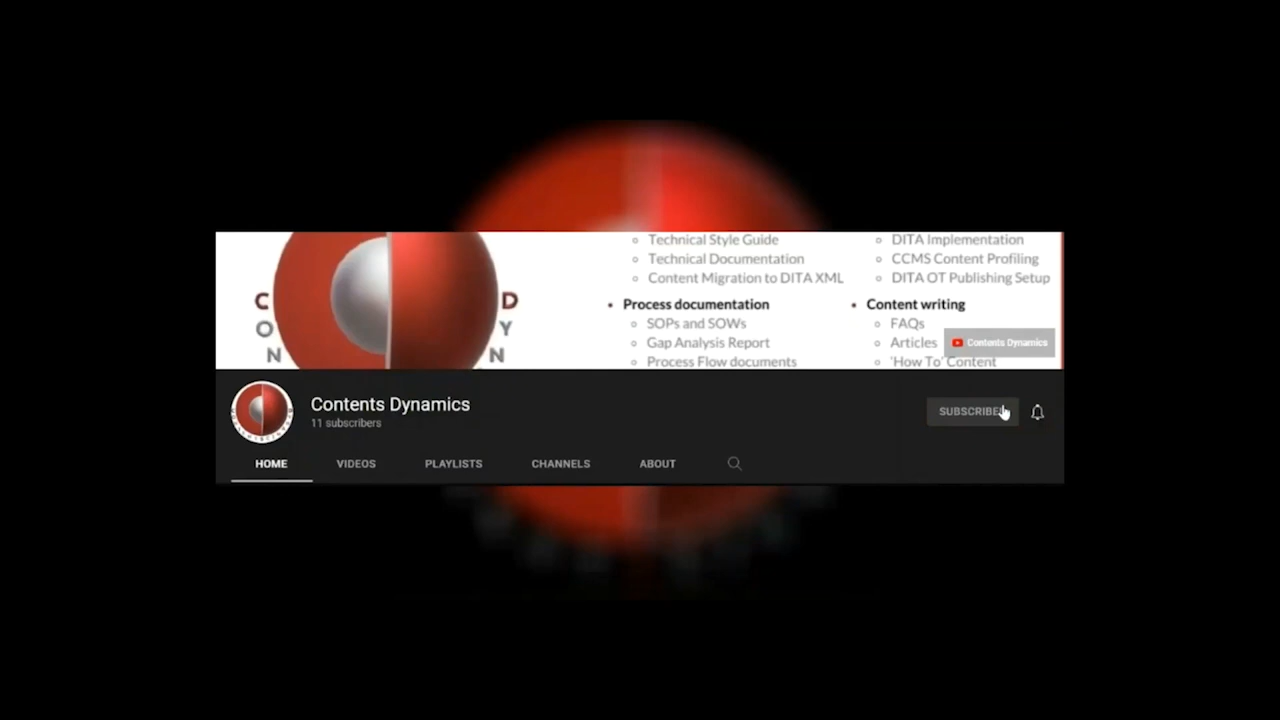 Technical Style Guide
Technical Documentation
Content Migration to DITA XML
Process documentation
SOPs and SOWs
Gap Analysis Report
Process Flow documents
DITA Implementation
CCMS Content Profiling
DITA OT Publishing Setup
Content writing
FAQs
Articles
'How To' Content
Contents Dynamics
C
O
N
D
Y
N
Contents Dynamics
11 subscribers
SUBSCRIBED
HOME VIDEOS PLAYLISTS CHANNELS ABOUT